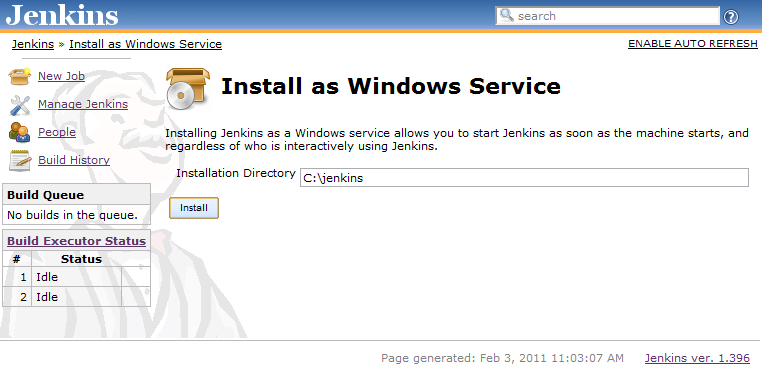 Jenkins
search
Jenkins » Install as Windows Service
ENABLE AUTO REFRESH
New Job
Manage Jenkins
People
Build History
Build Queue
No builds in the queue.
Build Executor Status
# Status
1 Idle
2 Idle
Install as Windows Service
Installing Jenkins as a Windows service allows you to start Jenkins as soon as the machine starts, and
regardless of who is interactively using Jenkins.
Installation Directory C:\jenkins
Install
Page generated: Feb 3, 2011 11:03:07 AM Jenkins ver. 1.396